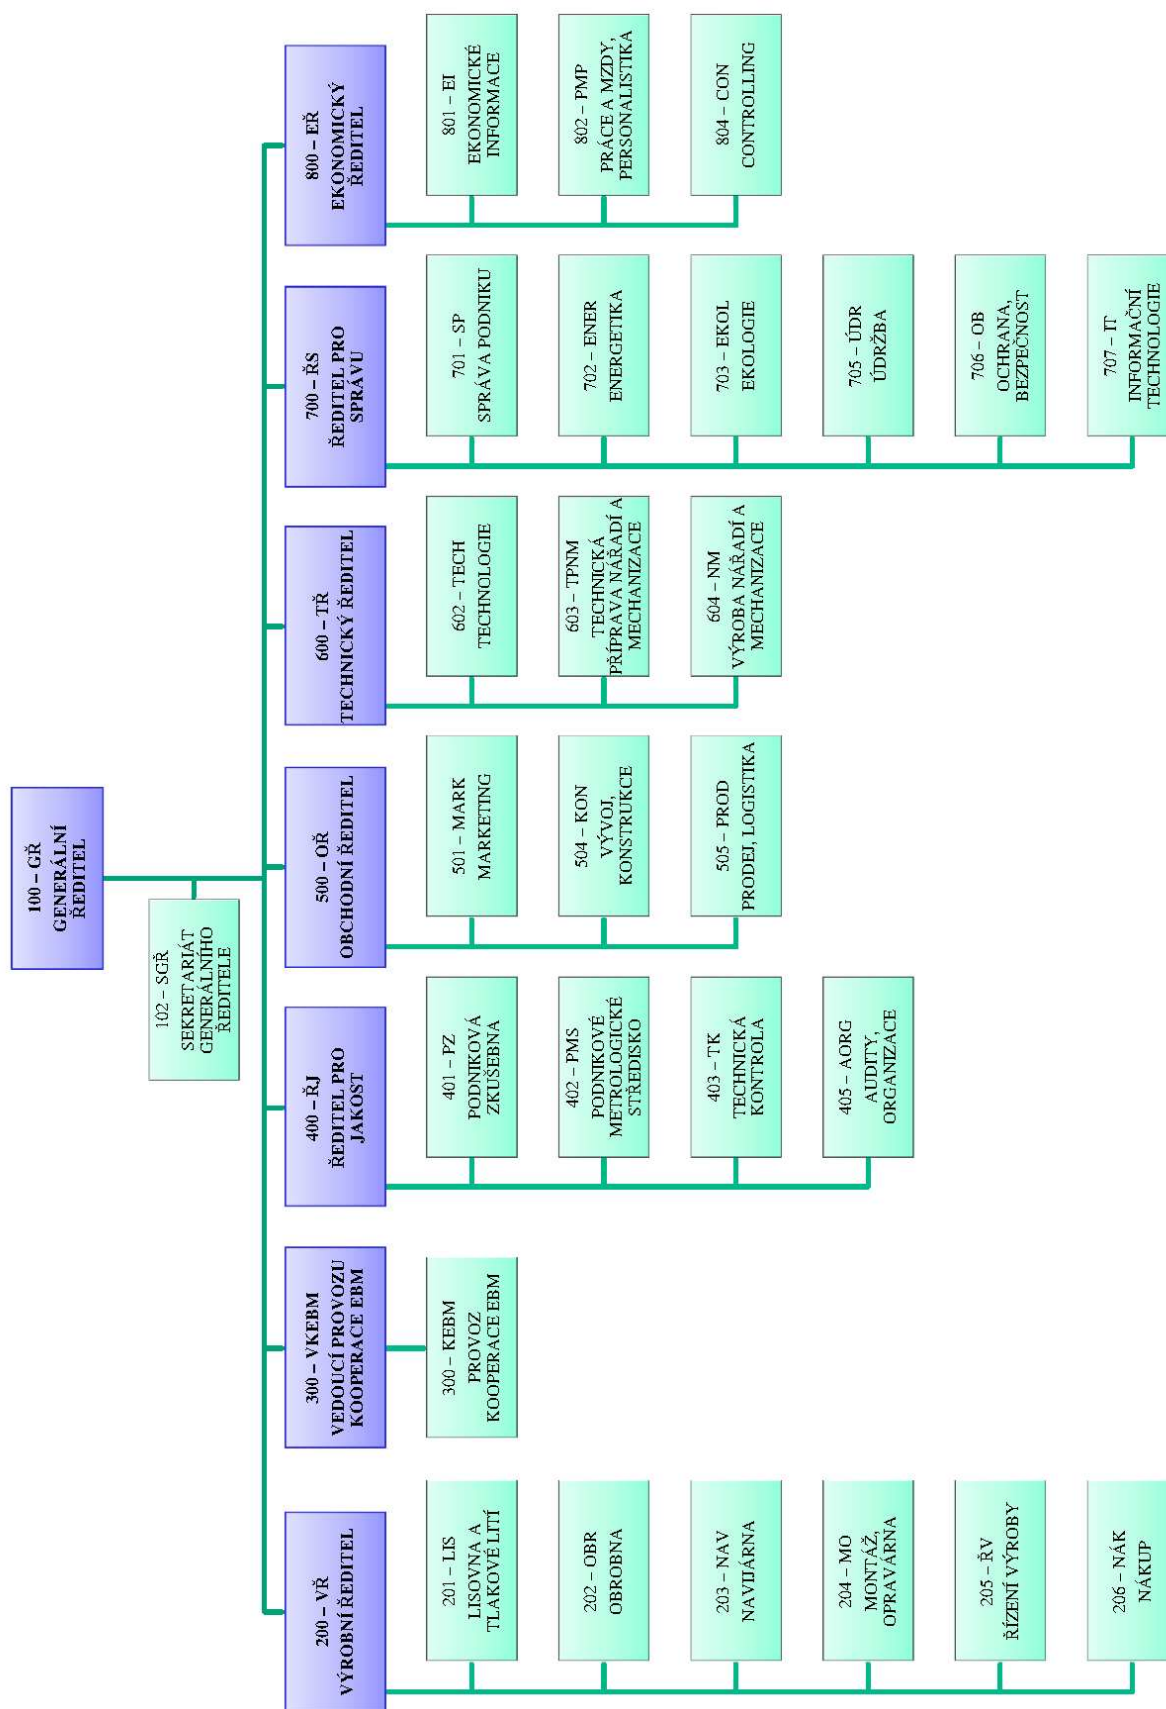 100 – GŘ
GENERÁLNÍ
ŘEDITEL
102 – SGŘ
SEKRETARIÁT
GENERÁLNÍHO
ŘEDITELE
200 – VŘ
VÝROBNÍ ŘEDITEL
201 – LIS
LISOVNA A
TLAKOVÉ LITÍ
202 – OBR
OBROBNA
203 – NAV
NAVIJÁRNA
204 – MO
MONTÁŽ,
OPRAVÁRNA
205 – ŘV
ŘÍZENÍ VÝROBY
206 – NÁK
NÁKUP
300 – VKEBM
VEDOUCÍ PROVOZU
KOOPERACE EBM
300 – KEBM
PROVOZ
KOOPERACE EBM
400 – ŘJ
ŘEDITEL PRO
JAKOST
401 – PZ
PODNIKOVÁ
ZKUŠEBNA
402 – PMS
PODNIKOVÉ
METROLOGICKÉ
STŘEDISKO
403 – TK
TECHNICKÁ
KONTROLA
405 – AORG
AUDITY,
ORGANIZACE
500 – OŘ
OBCHODNÍ ŘEDITEL
501 – MARK
MARKETING
504 – KON
VÝVOJ,
KONSTRUKCE
505 – PROD
PRODEJ, LOGISTIKA
600 – TŘ
TECHNICKÝ ŘEDITEL
602 – TECH
TECHNOLOGIE
603 – TPNM
TECHNICKÁ
PŘÍPRAVA NÁŘADÍ A
MECHANIZACE
604 – NM
VÝROBA NÁŘADÍ A
MECHANIZACE
700 – ŘS
ŘEDITEL PRO
SPRÁVU
701 – SP
SPRÁVA PODNIKU
702 – ENER
ENERGETIKA
703 – EKOL
EKOLOGIE
705 – ÚDR
ÚDRŽBA
706 – OB
OCHRANA,
BEZPEČNOST
707 – IT
INFORMAČNÍ
TECHNOLOGIE
800 – EŘ
EKONOMICKÝ
ŘEDITEL
801 – EI
EKONOMICKÉ
INFORMACE
802 – PMP
PRÁCE A MZDY,
PERSONALISTIKA
804 – CON
CONTROLLING